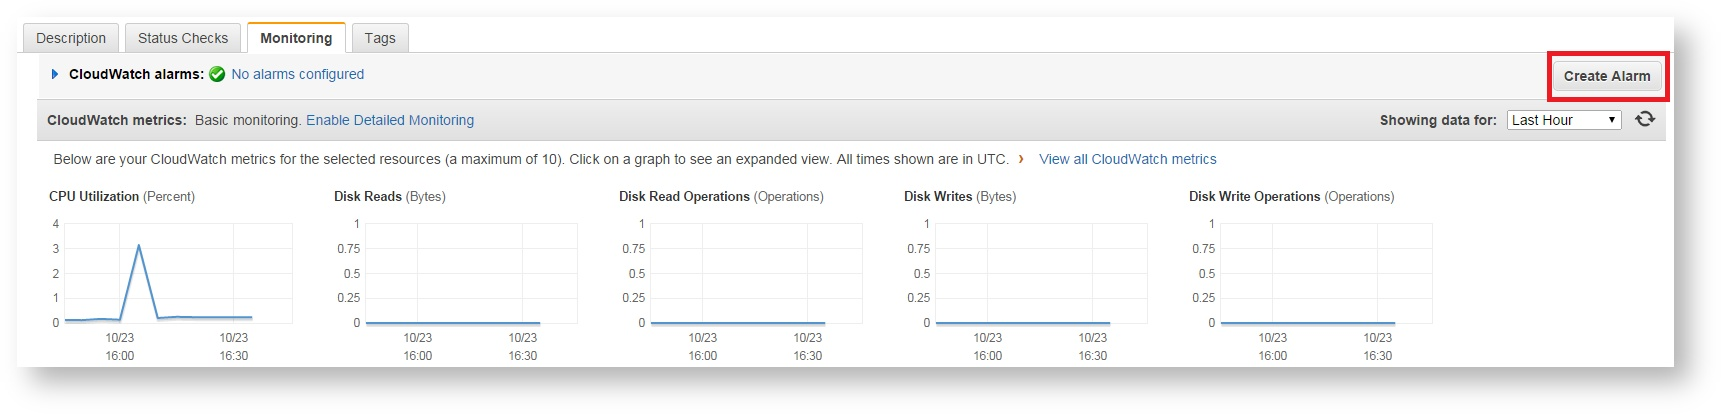 Description Status Checks Monitoring Tags
CloudWatch alarms: No alarms configured Create Alarm
CloudWatch metrics: Basic monitoring. Enable Detailed Monitoring Showing data for: Last Hour
Below are your CloudWatch metrics for the selected resources (a maximum of 10). Click on a graph to see an expanded view. All times shown are in UTC. › View all CloudWatch metrics
CPU Utilization (Percent) Disk Reads (Bytes) Disk Read Operations (Operations) Disk Writes (Bytes) Disk Write Operations (Operations)
4 1 1 1 1
3 0.75 0.75 0.75 0.75
2 0.5 0.5 0.5 0.5
1 0.25 0.25 0.25 0.25
0 0 0 0 0
10/23 10/23 10/23 10/23 10/23 10/23 10/23 10/23 10/23 10/23
16:00 16:30 16:00 16:30 16:00 16:30 16:00 16:30 16:00 16:30